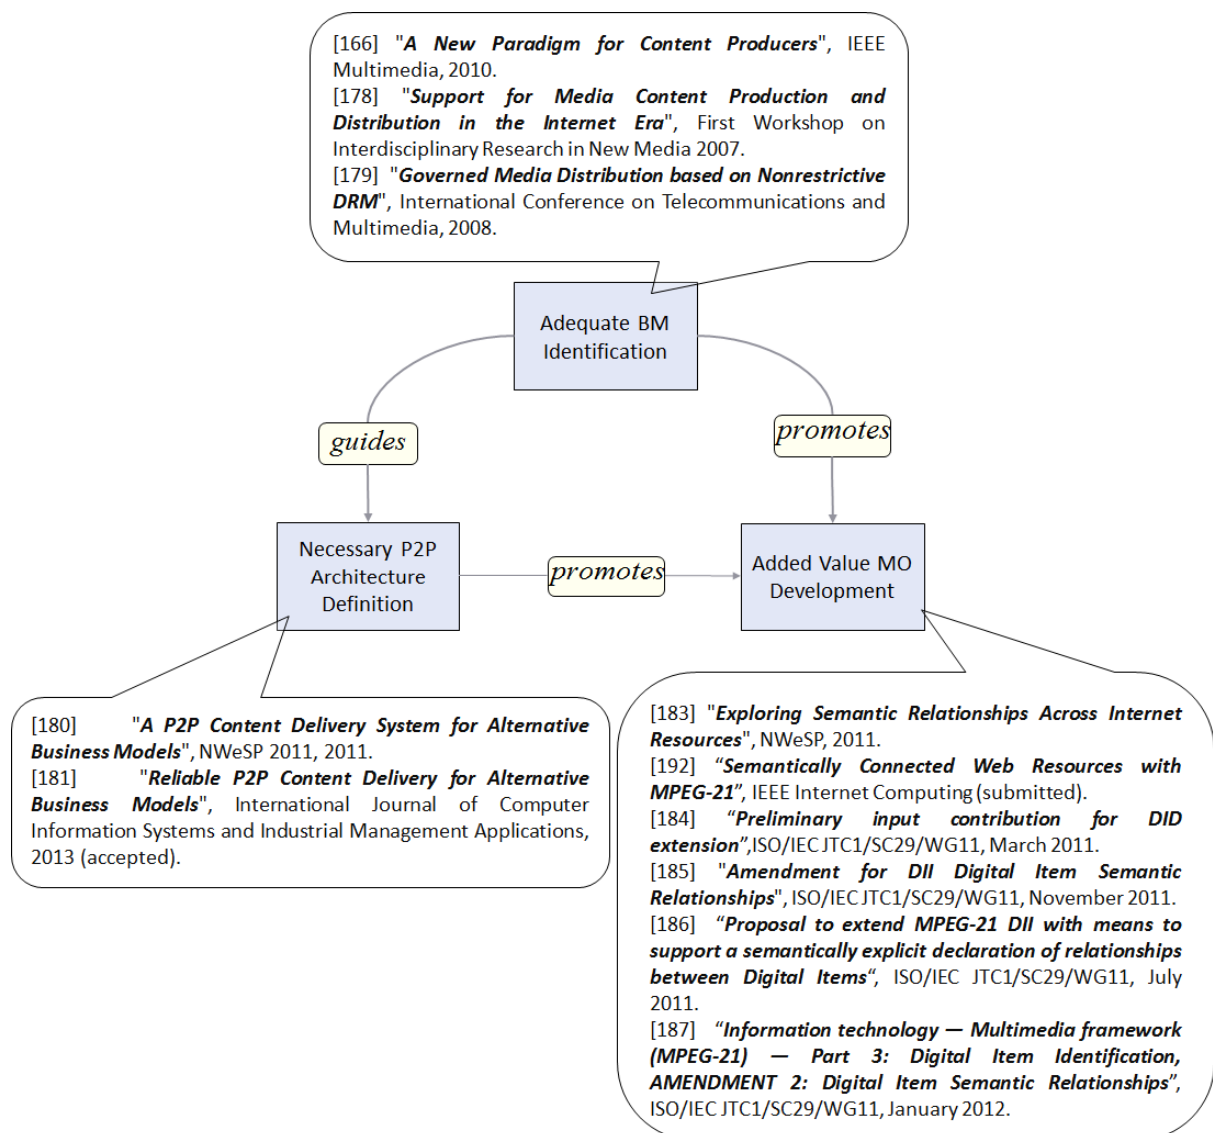 [166] "A New Paradigm for Content Producers", IEEE
Multimedia, 2010.
[178] "Support for Media Content Production and
Distribution in the Internet Era", First Workshop on
Interdisciplinary Research in New Media 2007.
[179] "Governed Media Distribution based on Nonrestrictive
DRM", International Conference on Telecommunications and
Multimedia, 2008.
Adequate BM
Identification
guides
promotes
Necessary P2P
Architecture
Definition
promotes
Added Value MO
Development
[180] "A P2P Content Delivery System for Alternative
Business Models", NWeSP 2011, 2011.
[181] "Reliable P2P Content Delivery for Alternative
Business Models", International Journal of Computer
Information Systems and Industrial Management Applications,
2013 (accepted).
[183] "Exploring Semantic Relationships Across Internet
Resources", NWeSP, 2011.
[192] “Semantically Connected Web Resources with
MPEG-21”, IEEE Internet Computing (submitted).
[184] “Preliminary input contribution for DID
extension”,ISO/IEC JTC1/SC29/WG11, March 2011.
[185] "Amendment for DII Digital Item Semantic
Relationships", ISO/IEC JTC1/SC29/WG11, November 2011.
[186] “Proposal to extend MPEG-21 DII with means to
support a semantically explicit declaration of relationships
between Digital Items“, ISO/IEC JTC1/SC29/WG11, July
2011.
[187] “Information technology — Multimedia framework
(MPEG-21) — Part 3: Digital Item Identification,
AMENDMENT 2: Digital Item Semantic Relationships”,
ISO/IEC JTC1/SC29/WG11, January 2012.